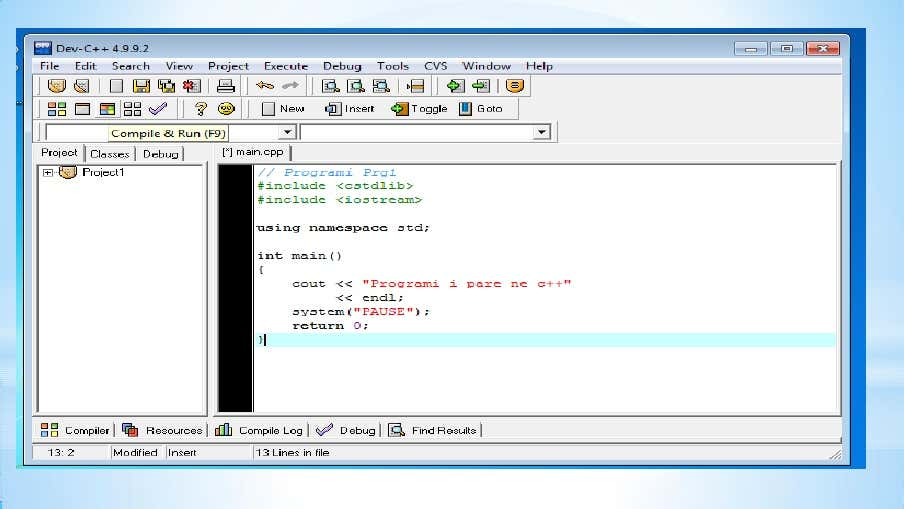 Dev-C++ 4.9.9.2
File Edit Search View Project Execute Debug Tools CVS Window Help
New Insert Toggle Goto
Compile & Run (F9)
Project Classes Debug [*] main.cpp
Project1
// Programi Prg1
#include <cstdlib>
#include <iostream>
using namespace std;
int main()
{
cout << "Programi i pare ne c++"
<< endl;
system("PAUSE");
return 0;
}
Compiler Resources Compile Log Debug Find Results
13: 2 Modified Insert 13 Lines in file